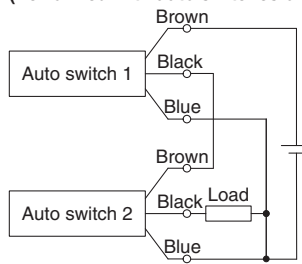 Brown
Black
Auto switch 1
Blue
Brown
Black Load
Auto switch 2
Blue